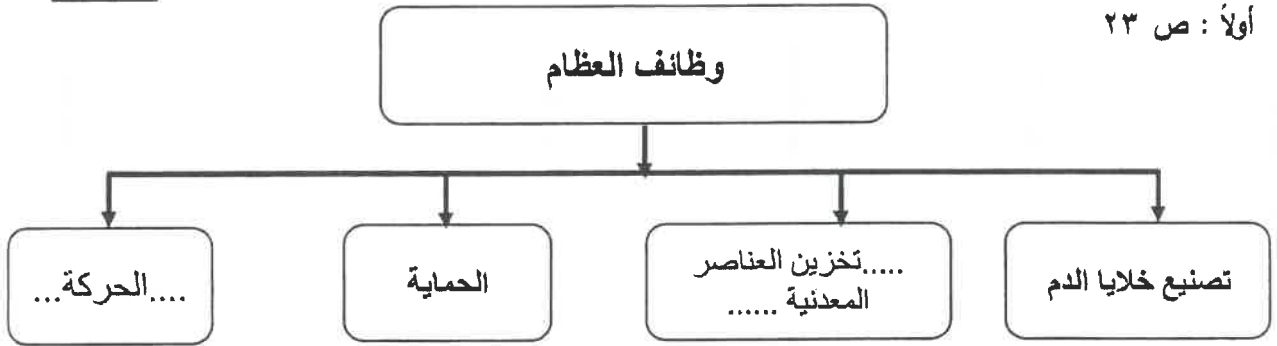 أولاً : ص ٢٣
وظائف العظام
تصنيع خلايا الدم
.....تخزين العناصر
المعدنية ......
الحماية
....الحركة...